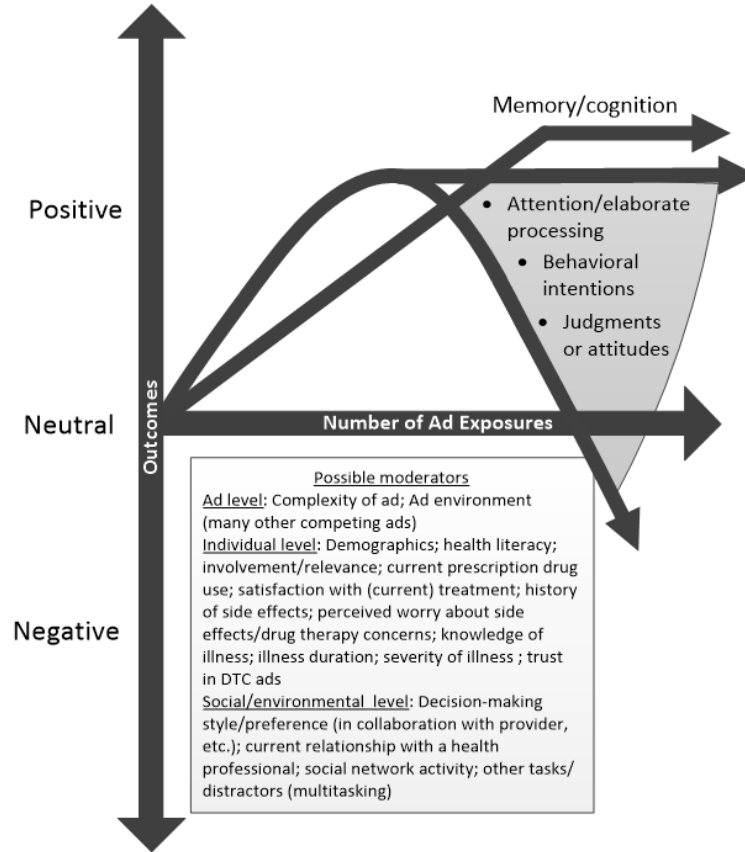 Memory/cognition
Positive
• Attention/elaborate
processing
• Behavioral
intentions
• Judgments
or attitudes
Neutral
Outcomes
Number of Ad Exposures
Negative
Possible moderators
Ad level: Complexity of ad; Ad environment
(many other competing ads)
Individual level: Demographics; health literacy;
involvement/relevance; current prescription drug
use; satisfaction with (current) treatment; history
of side effects; perceived worry about side
effects/drug therapy concerns; knowledge of
illness; illness duration; severity of illness ; trust
in DTC ads
Social/environmental level: Decision-making
style/preference (in collaboration with provider,
etc.); current relationship with a health
professional; social network activity; other tasks/
distractors (multitasking)